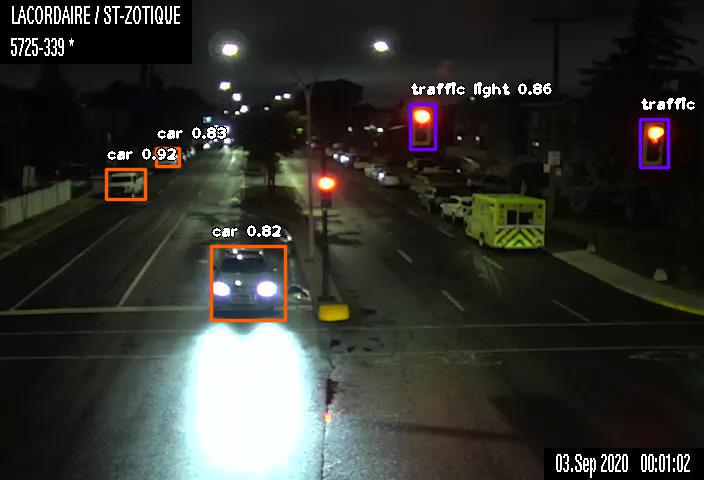 LACORDAIRE / ST-ZOTIQUE
5725-339 *
traffic light 0.86
traffic
car 0.83
car 0.92
car 0.82
03.Sep 2020 00:01:02